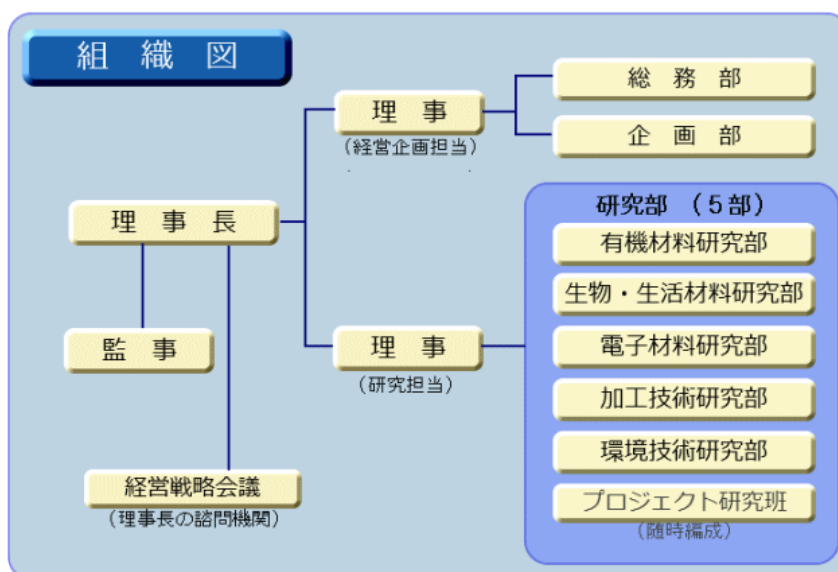 組織図
理事
(経営企画担当)
総務部
企画部
理事長
監事
経営戦略会議
(理事長の諮問機関)
理事
(研究担当)
研究部 (5部)
有機材料研究部
生物・生活材料研究部
電子材料研究部
加工技術研究部
環境技術研究部
プロジェクト研究班
(随時編成)